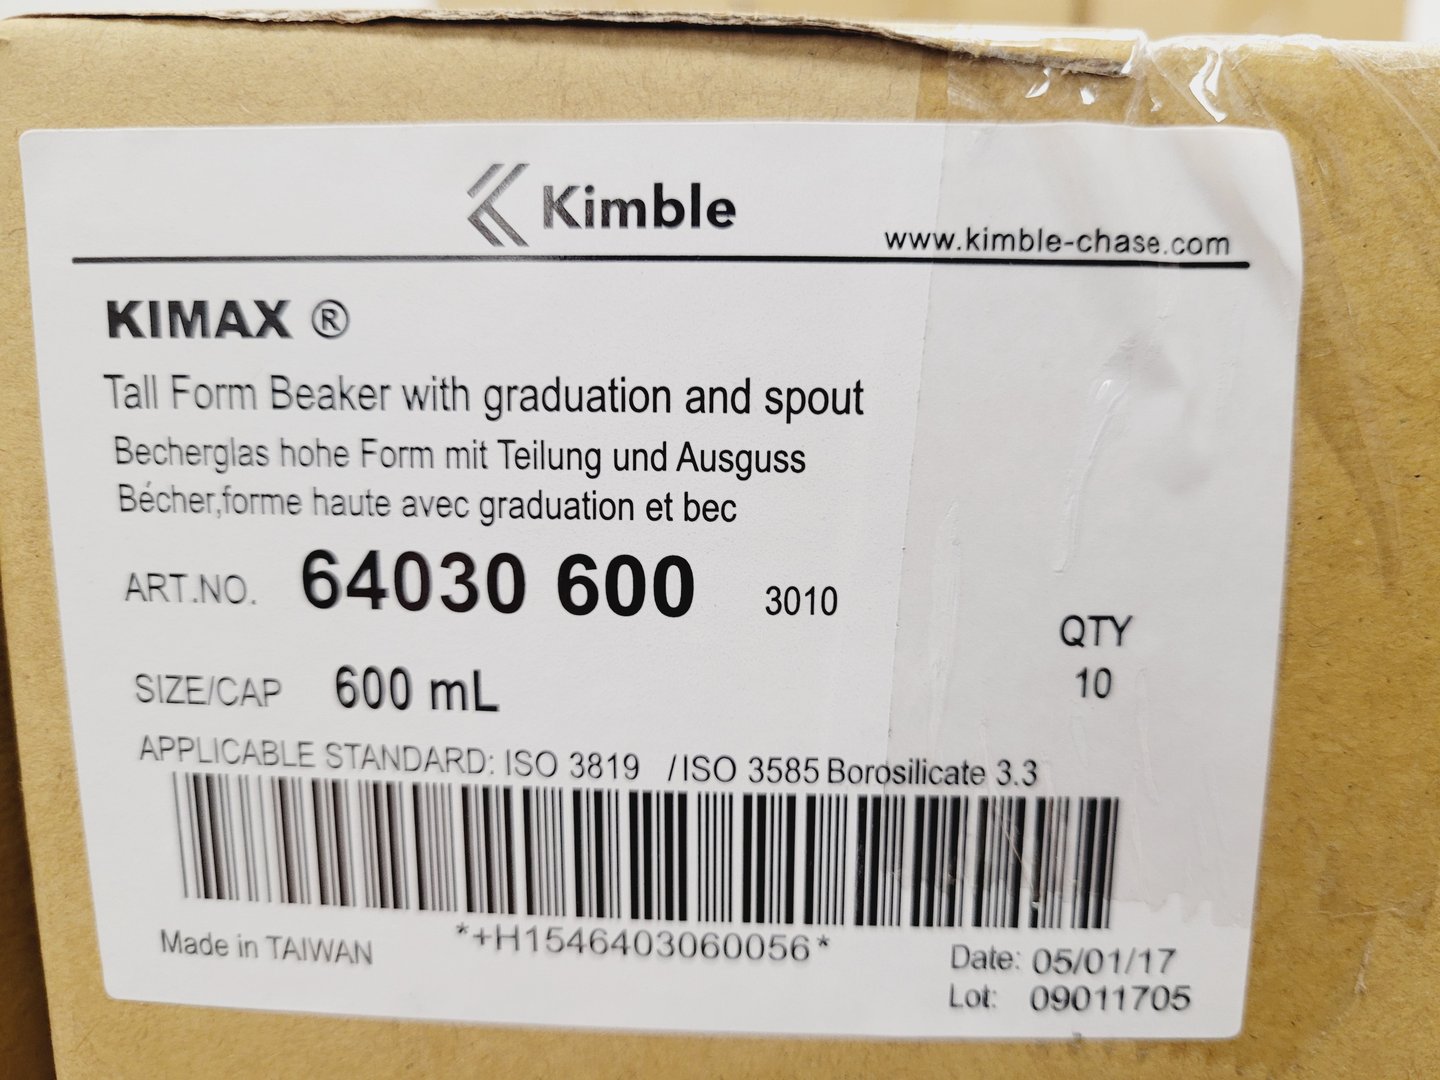 Kimble
www.kimble-chase.com
KIMAX ®
Tall Form Beaker with graduation and spout
Becherglas hohe Form mit Teilung und Ausguss
Bécher,forme haute avec graduation et bec
ART.NO. 64030 600 3010
QTY
10
SIZE/CAP 600 mL
APPLICABLE STANDARD: ISO 3819 /ISO 3585 Borosilicate 3.3
*+H1546403060056*
Made in TAIWAN
Date: 05/01/17
Lot: 09011705